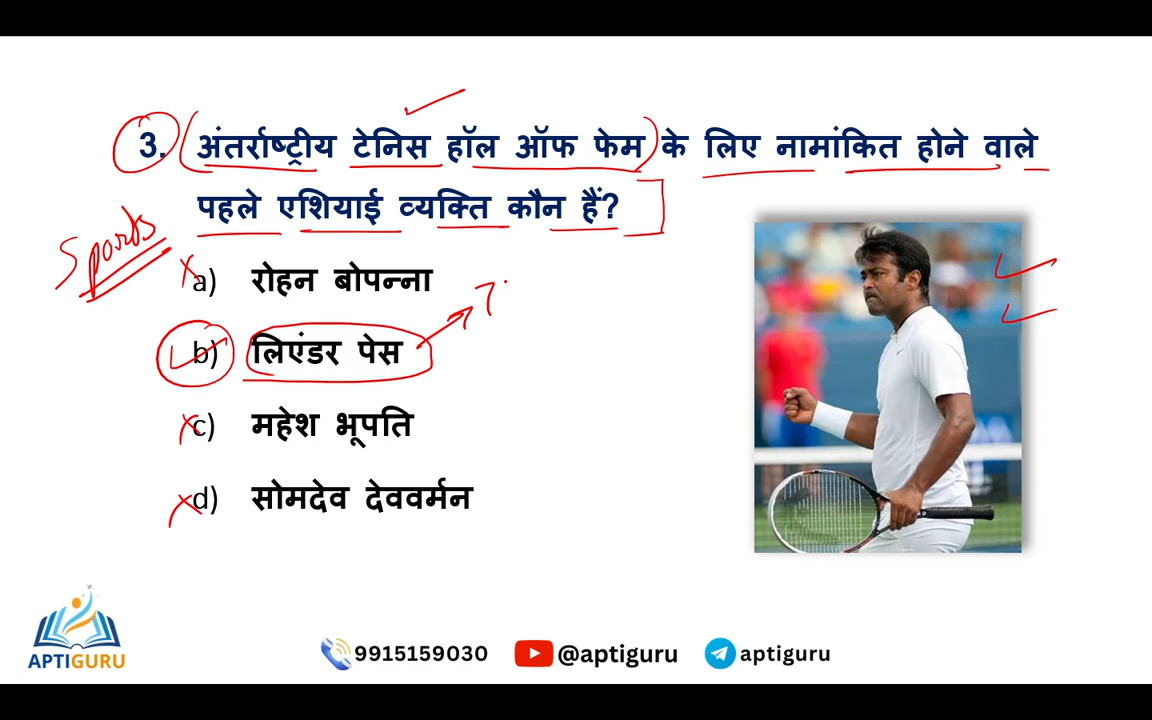 3. अंतर्राष्ट्रीय टेनिस हॉल ऑफ फेम के लिए नामांकित होने वाले
पहले एशियाई व्यक्ति कौन हैं?
Sports
a) रोहन बोपन्ना
b) लिएंडर पेस
7
c) महेश भूपति
d) सोमदेव देववर्मन
APTIGURU
9915159030 @aptiguru aptiguru